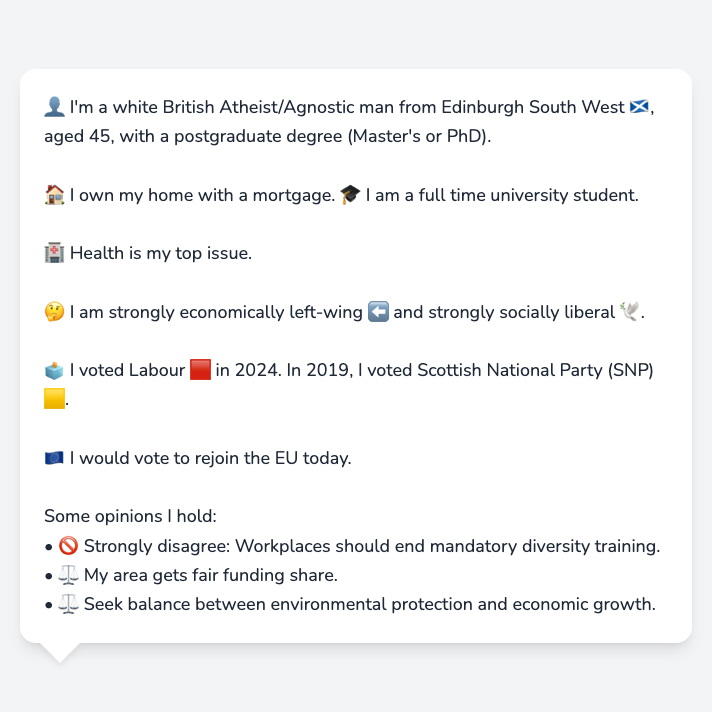 👤 I'm a white British Atheist/Agnostic man from Edinburgh South West 🏴󠁧󠁢󠁳󠁣󠁴󠁿,
aged 45, with a postgraduate degree (Master's or PhD).
🏠 I own my home with a mortgage. 🎓 I am a full time university student.
🏥 Health is my top issue.
🤔 I am strongly economically left-wing ⬅️ and strongly socially liberal 🕊️.
🗳️ I voted Labour 🟥 in 2024. In 2019, I voted Scottish National Party (SNP)
🟨.
🇪🇺 I would vote to rejoin the EU today.
Some opinions I hold:
• 🚫 Strongly disagree: Workplaces should end mandatory diversity training.
• ⚖️ My area gets fair funding share.
• ⚖️ Seek balance between environmental protection and economic growth.